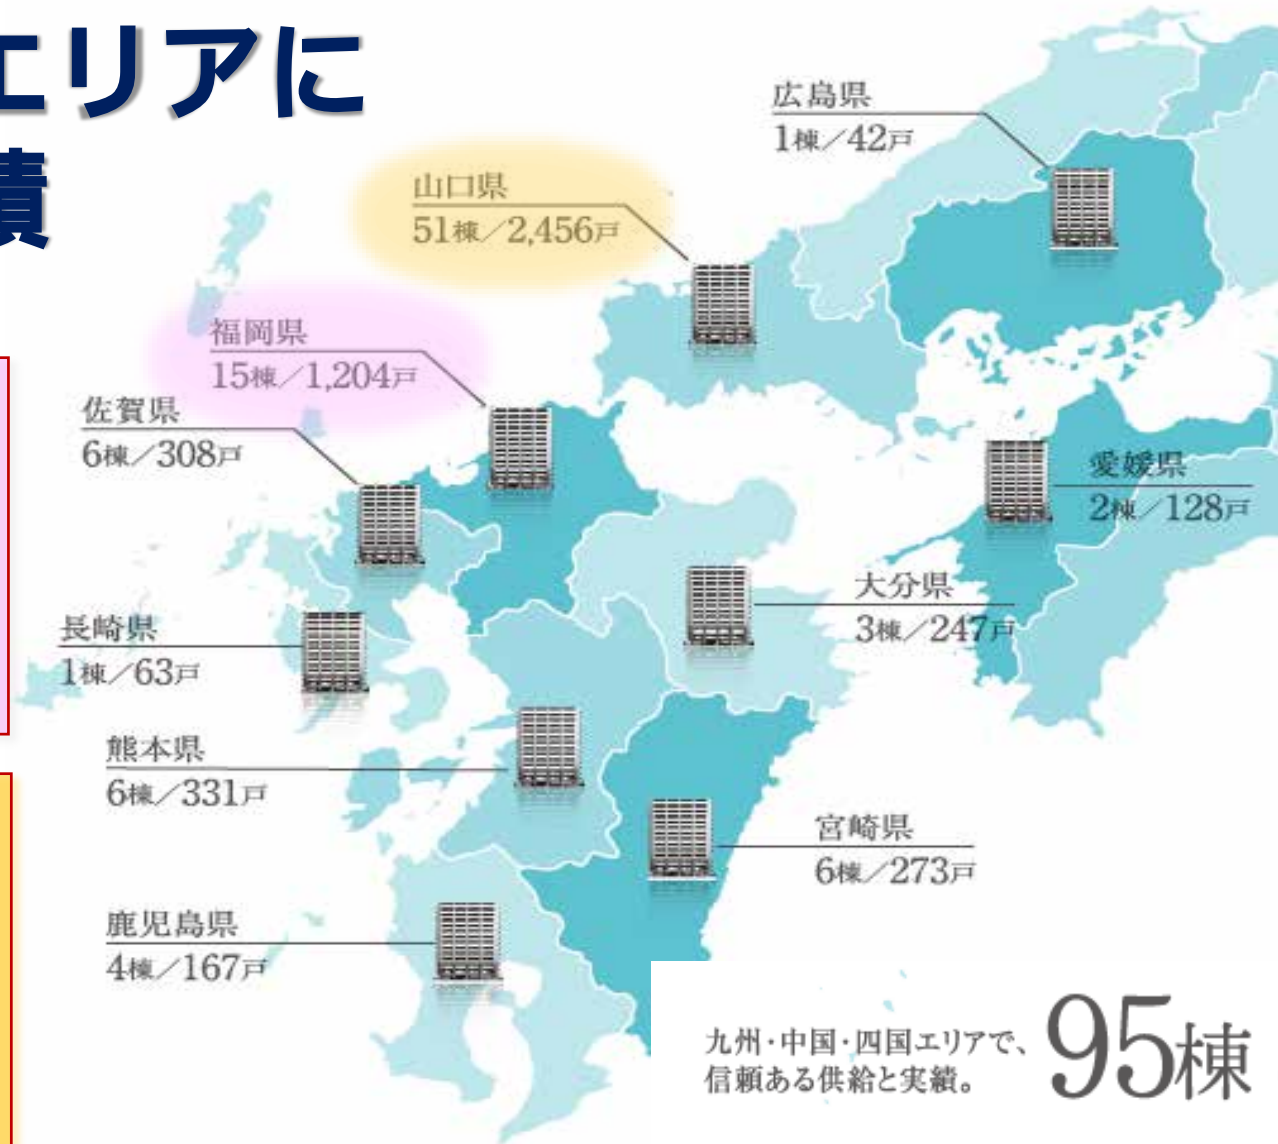 エリアに
績
広島県
1棟／42戸
山口県
51棟／2,456戸
福岡県
15棟／1,204戸
佐賀県
6棟／308戸
愛媛県
2棟／128戸
大分県
3棟／247戸
長崎県
1棟／63戸
熊本県
6棟／331戸
宮崎県
6棟／273戸
鹿児島県
4棟／167戸
九州・中国・四国エリアで、
信頼ある供給と実績。
95棟